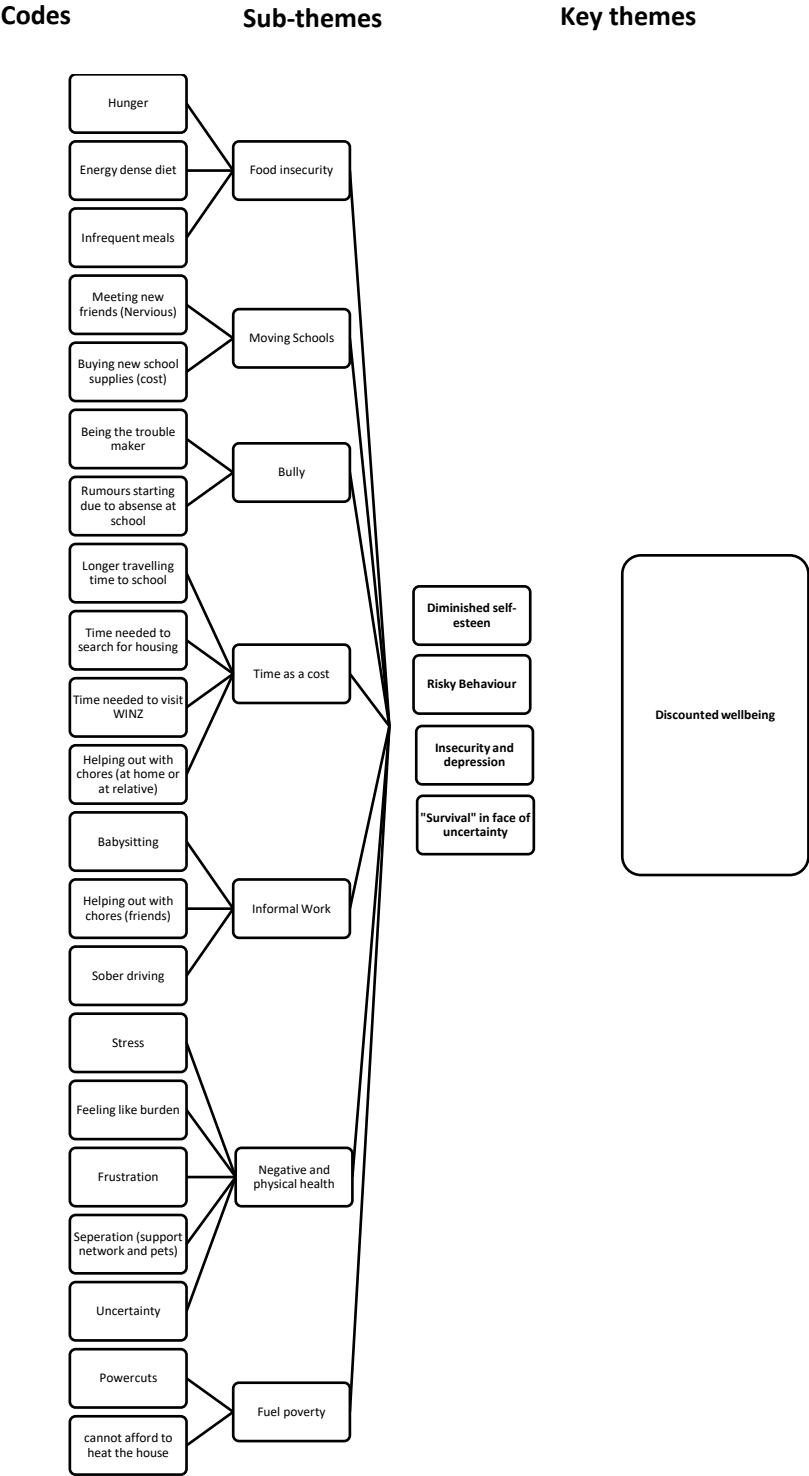 Codes
Sub-themes
Key themes
Hunger
Energy dense diet
Infrequent meals
Food insecurity
Meeting new
friends (Nervious)
Buying new school
supplies (cost)
Moving Schools
Being the trouble
maker
Rumours starting
due to absense at
school
Bully
Longer travelling
time to school
Time needed to
search for housing
Time needed to visit
WINZ
Helping out with
chores (at home or
at relative)
Time as a cost
Babysitting
Helping out with
chores (friends)
Sober driving
Informal Work
Stress
Feeling like burden
Frustration
Seperation (support
network and pets)
Uncertainty
Negative and
physical health
Powercuts
cannot afford to
heat the house
Fuel poverty
Diminished self-
esteen
Risky Behaviour
Insecurity and
depression
"Survival" in face of
uncertainty
Discounted wellbeing